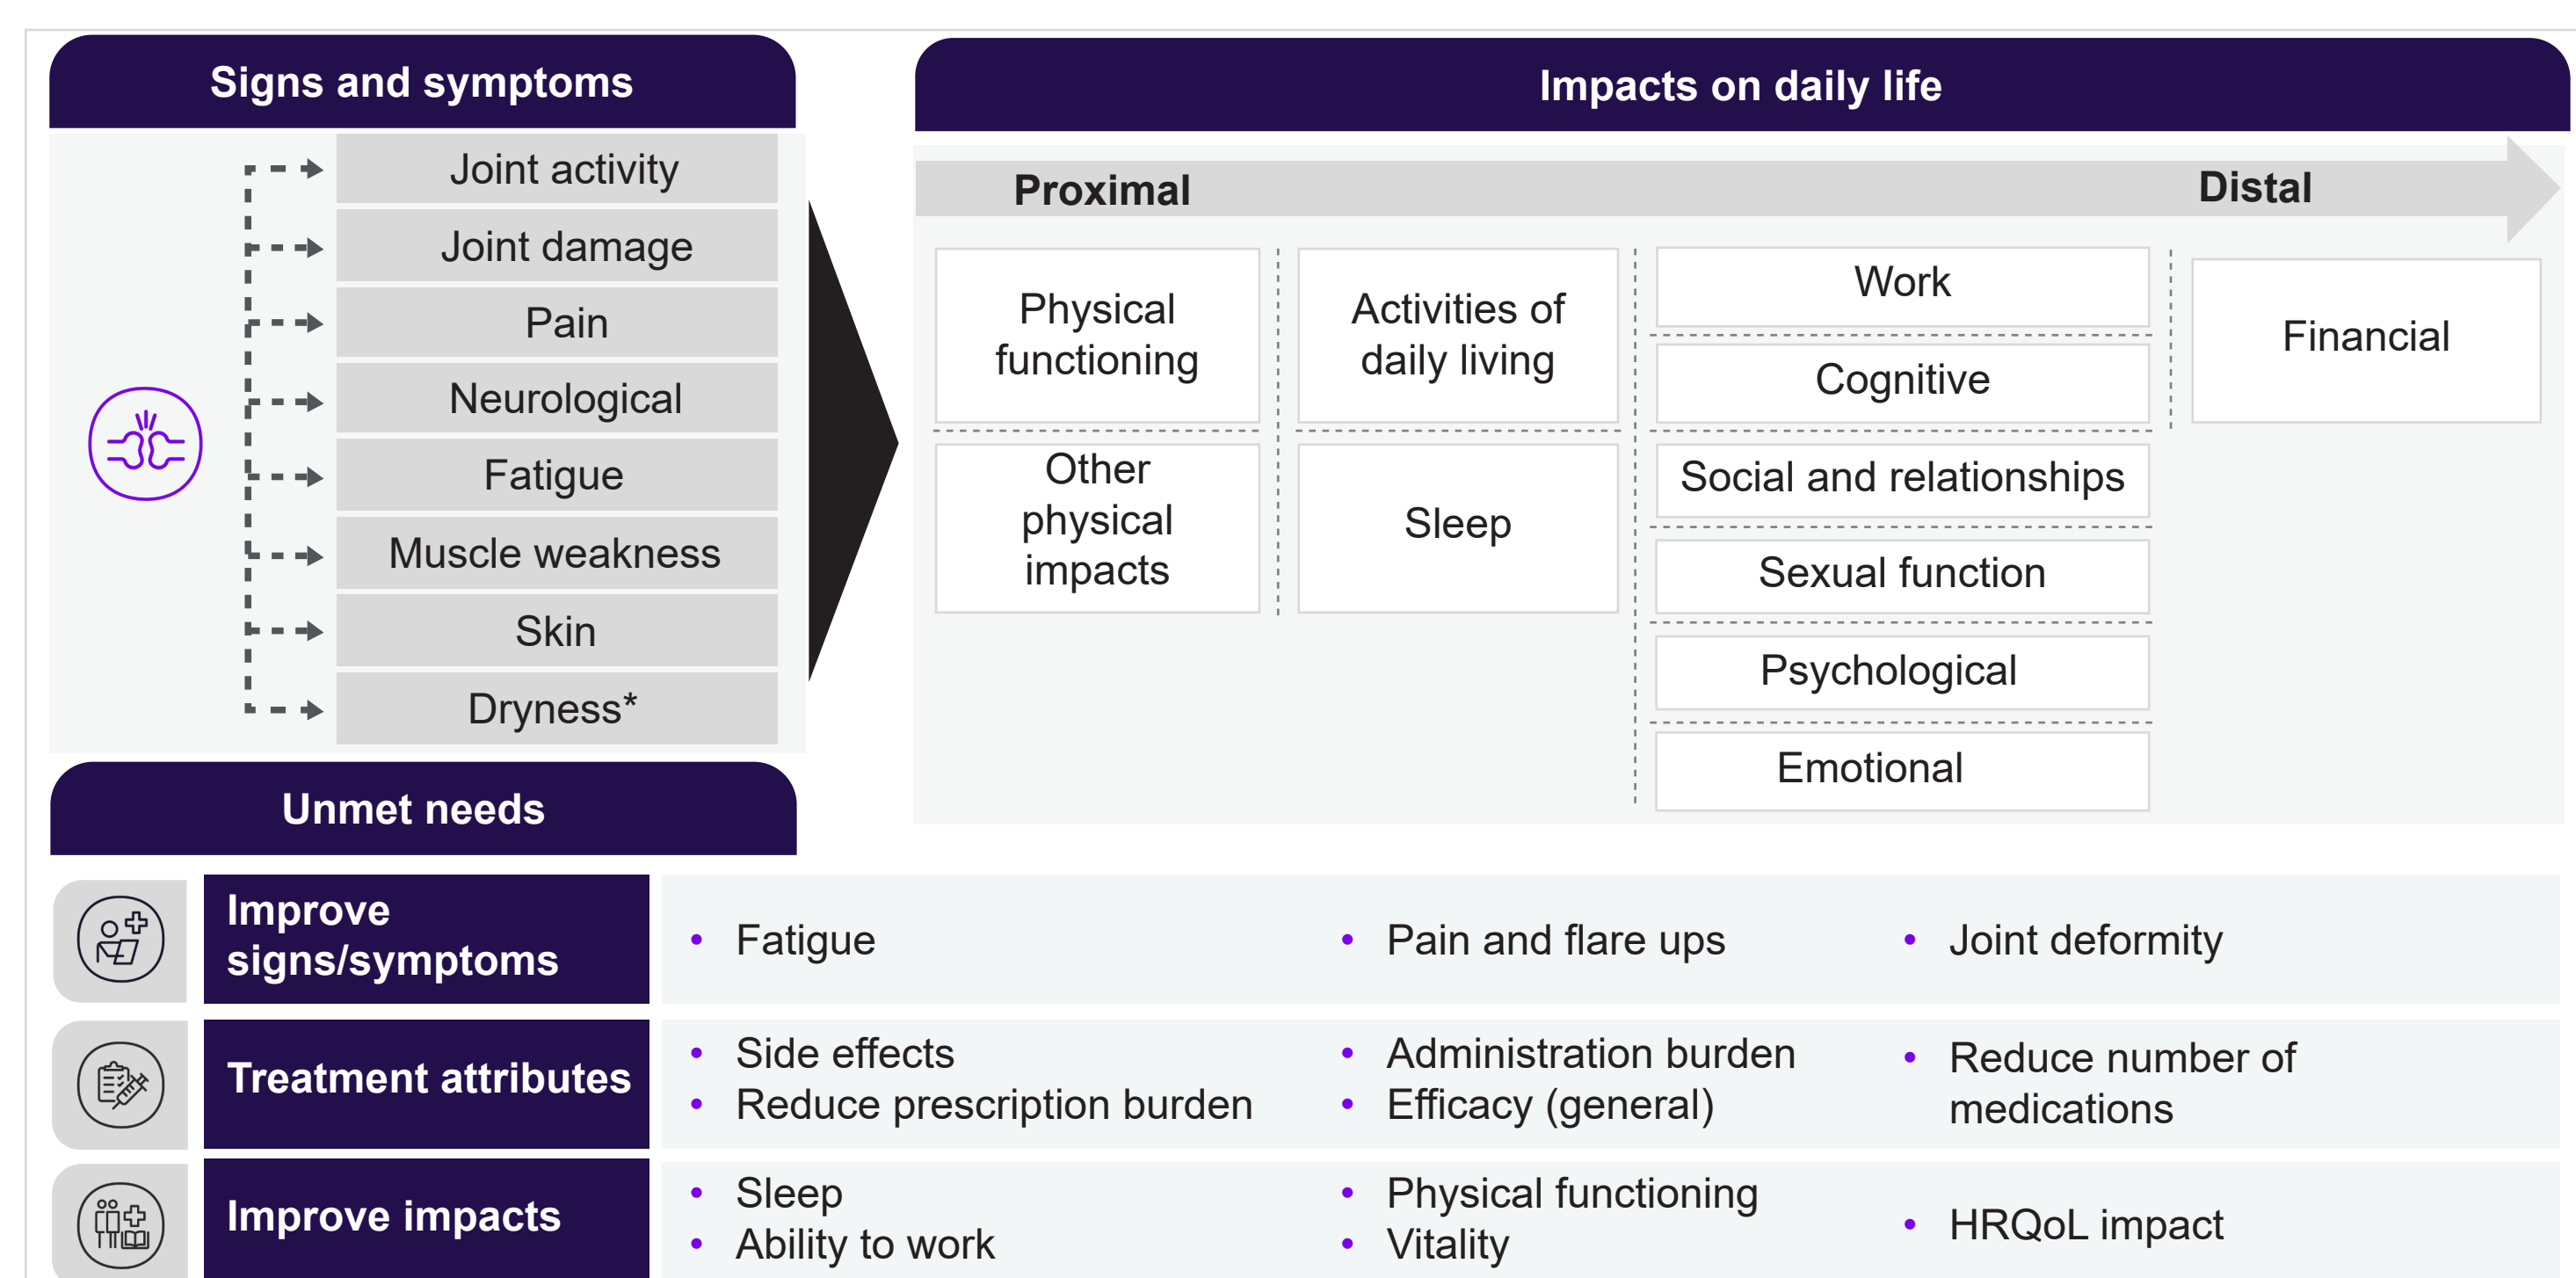 Signs and symptoms
Joint activity
Joint damage
Pain
Neurological
Fatigue
Muscle weakness
Skin
Dryness*
Impacts on daily life
Proximal
Distal
Physical
functioning
Other
physical
impacts
Activities of
daily living
Sleep
Work
Cognitive
Social and relationships
Sexual function
Psychological
Emotional
Financial
Unmet needs
Improve
signs/symptoms
• Fatigue
• Pain and flare ups
• Joint deformity
Treatment attributes
• Side effects
• Reduce prescription burden
• Administration burden
• Efficacy (general)
• Reduce number of
medications
Improve impacts
• Sleep
• Ability to work
• Physical functioning
• Vitality
• HRQoL impact